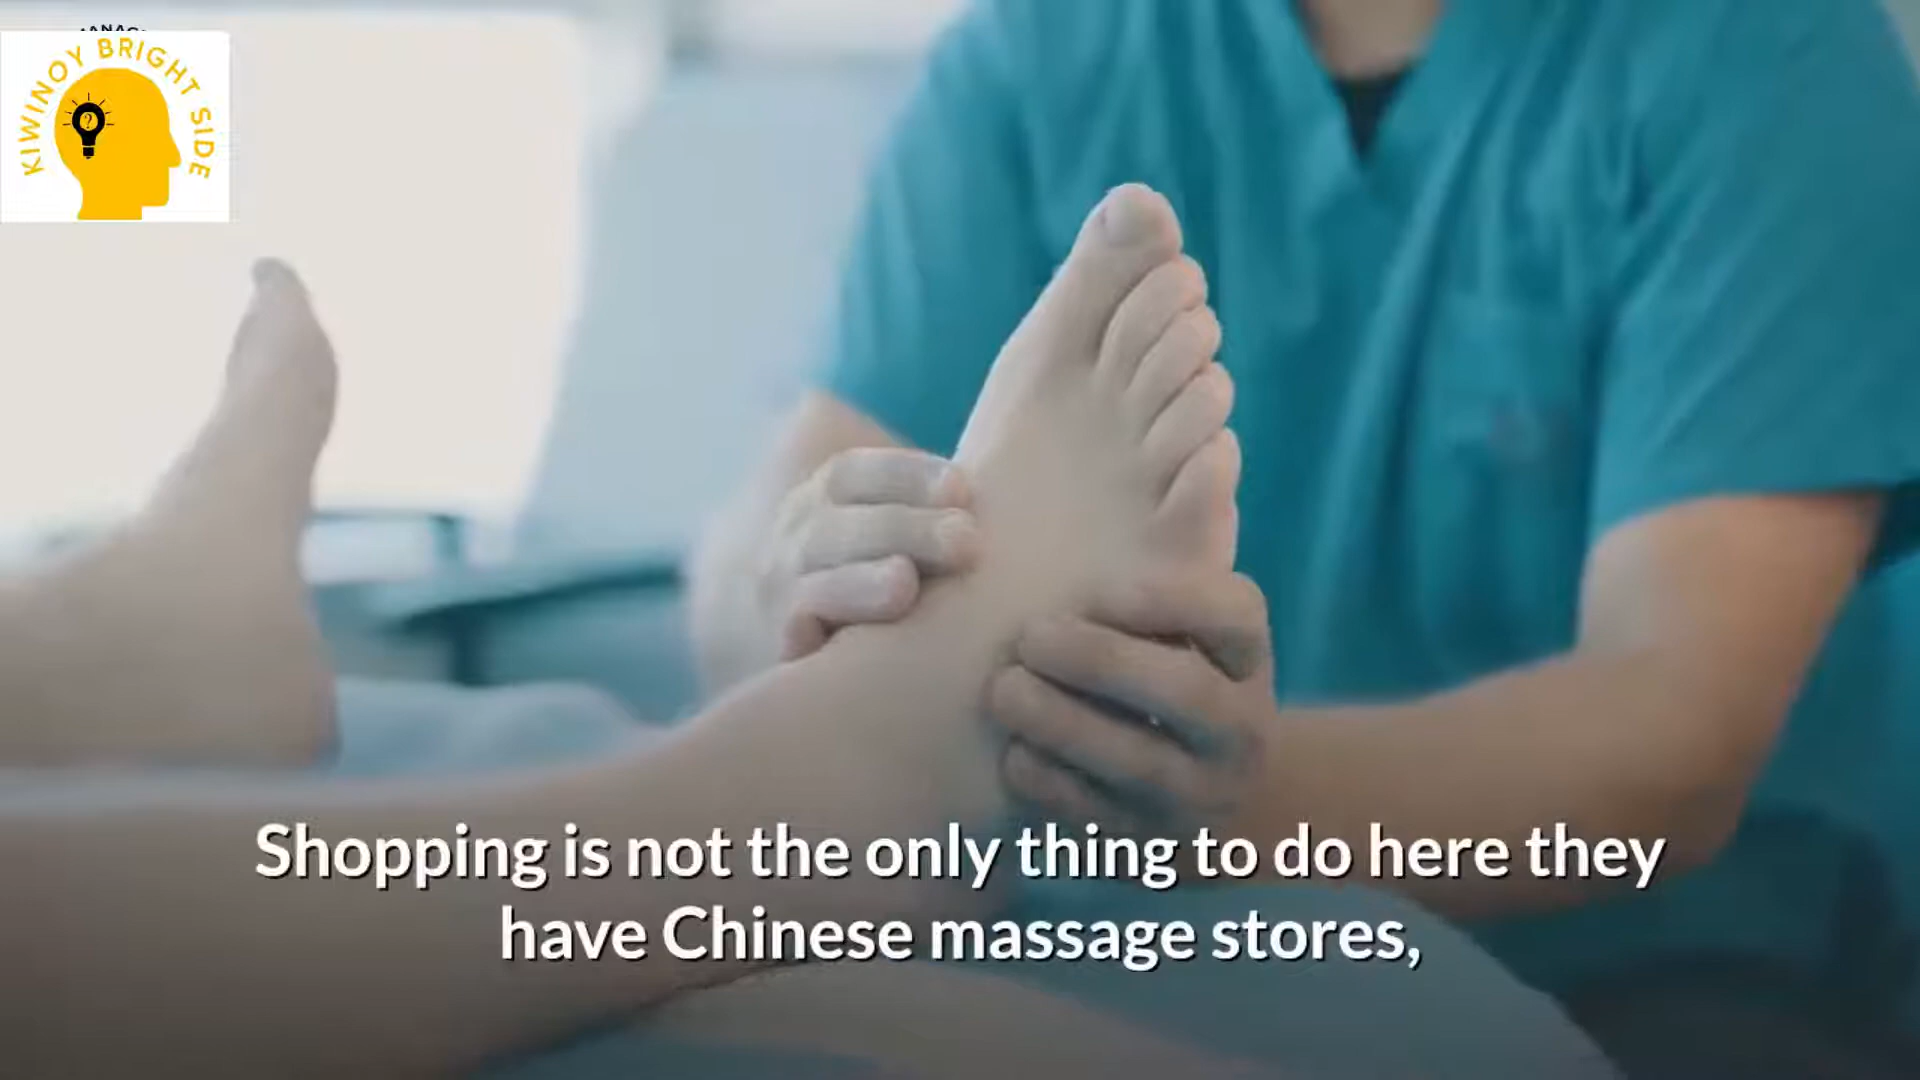 KIWINOY BRIGHT SIDE
?
Shopping is not the only thing to do here they
have Chinese massage stores,